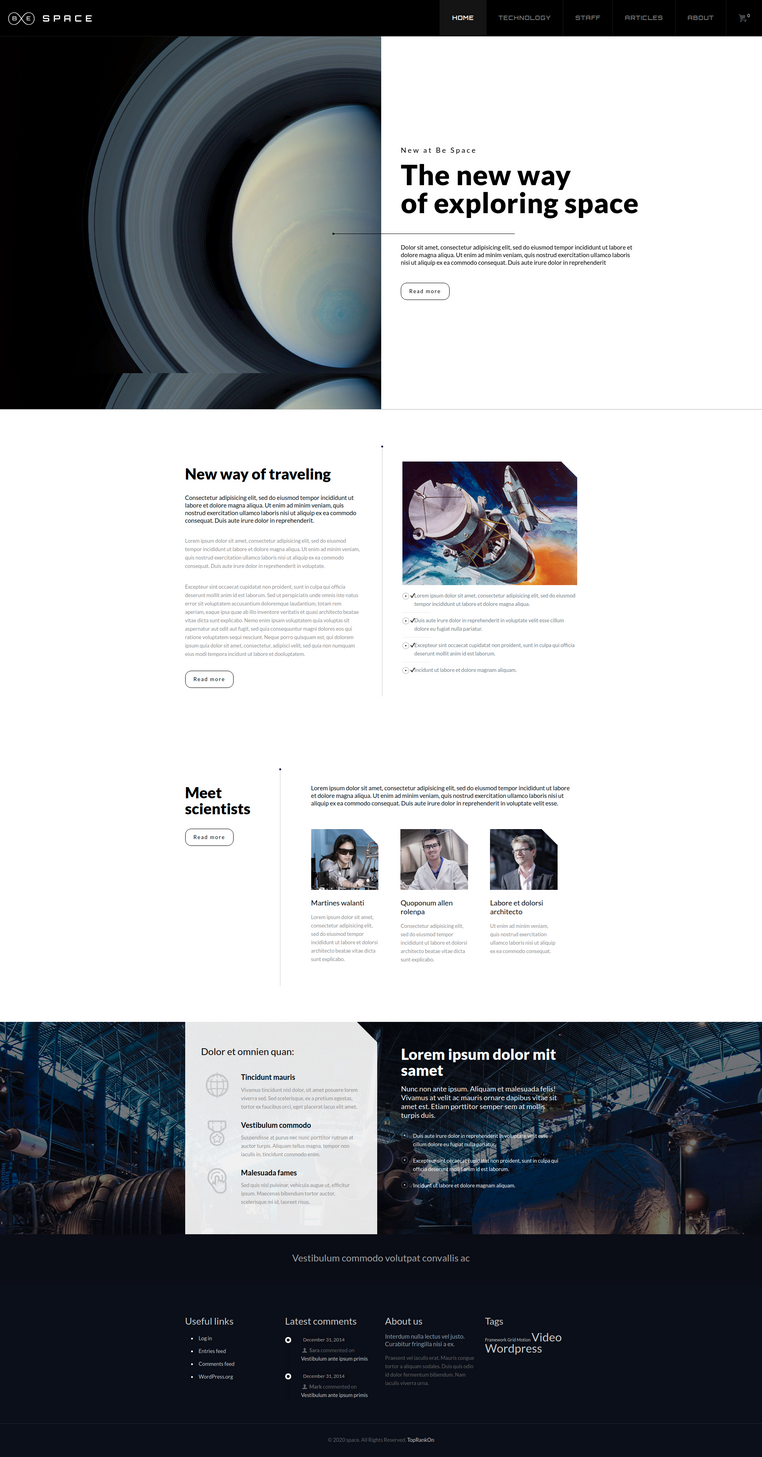 BE SPACE
HOME TECHNOLOGY STAFF ARTICLES ABOUT 0
New at Be Space
The new way
of exploring space
Dolor sit amet, consectetur adipisicing elit, sed do eiusmod tempor incididunt ut labore et
dolore magna aliqua. Ut enim ad minim veniam, quis nostrud exercitation ullamco laboris
nisi ut aliquip ex ea commodo consequat. Duis aute irure dolor in reprehenderit
Read more
New way of traveling
Consectetur adipisicing elit, sed do eiusmod tempor incididunt ut
labore et dolore magna aliqua. Ut enim ad minim veniam, quis
nostrud exercitation ullamco laboris nisi ut aliquip ex ea commodo
consequat. Duis aute irure dolor in reprehenderit.
Lorem ipsum dolor sit amet, consectetur adipisicing elit, sed do eiusmod
tempor incididunt ut labore et dolore magna aliqua. Ut enim ad minim veniam,
quis nostrud exercitation ullamco laboris nisi ut aliquip ex ea commodo
consequat. Duis aute irure dolor in reprehenderit in voluptate.
Excepteur sint occaecat cupidatat non proident, sunt in culpa qui officia
deserunt mollit anim id est laborum. Sed ut perspiciatis unde omnis iste natus
error sit voluptatem accusantium doloremque laudantium, totam rem
aperiam, eaque ipsa quae ab illo inventore veritatis et quasi architecto beatae
vitae dicta sunt explicabo. Nemo enim ipsam voluptatem quia voluptas sit
aspernatur aut odit aut fugit, sed quia consequuntur magni dolores eos qui
ratione voluptatem sequi nesciunt. Neque porro quisquam est, qui dolorem
ipsum quia dolor sit amet, consectetur, adipisci velit, sed quia non numquam
eius modi tempora incidunt ut labore et dooluptatem.
Read more
Lorem ipsum dolor sit amet, consectetur adipisicing elit, sed do eiusmod
tempor incididunt ut labore et dolore magna aliqua.
Duis aute irure dolor in reprehenderit in voluptate velit esse cillum
dolore eu fugiat nulla pariatur.
Excepteur sint occaecat cupidatat non proident, sunt in culpa qui officia
deserunt mollit anim id est laborum.
Incidunt ut labore et dolore magnam aliquam.
Meet
scientists
Read more
Lorem ipsum dolor sit amet, consectetur adipisicing elit, sed do eiusmod tempor incididunt ut labore
et dolore magna aliqua. Ut enim ad minim veniam, quis nostrud exercitation ullamco laboris nisi ut
aliquip ex ea commodo consequat. Duis aute irure dolor in reprehenderit in voluptate velit esse.
Martines walanti
Lorem ipsum dolor sit amet,
consectetur adipisicing elit,
sed do eiusmod tempor
incididunt ut labore et dolorsi
architecto beatae vitae dicta
sunt explicabo.
Quoponum allen
rolenpa
Consectetur adipisicing elit,
sed do eiusmod tempor
incididunt ut labore et dolorsi
architecto beatae vitae dicta
sunt explicabo.
Labore et dolorsi
architecto
Ut enim ad minim veniam,
quis nostrud exercitation
ullamco laboris nisi ut aliquip
ex ea commodo consequat.
Dolor et omnien quan:
Tincidunt mauris
Vivamus tincidunt nisl dolor, sit amet posuere lorem
viverra sed. Sed scelerisque, ex a pretium egestas,
tortor ex faucibus orci, eget placerat lacus elit amet.
Vestibulum commodo
Suspendisse at purus nec nunc porttitor rutrum at
auctor turpis. Aliquam tellus magna, tempor non
iaculis in, tincidunt commodo enim.
Malesuada fames
Sed quis nisl pulvinar, vehicula augue ut, efficitur
ipsum. Maecenas bibendum tortor auctor,
scelerisque mi id, laoreet risus.
Lorem ipsum dolor mit
samet
Nunc non ante ipsum. Aliquam et malesuada felis!
Vivamus at velit ac mauris ornare dapibus vitae sit
amet est. Etiam porttitor semper sem at mollis
turpis duis.
Duis aute irure dolor in reprehenderit in voluptate velit esse
cillum dolore eu fugiat nulla pariatur.
Excepteur sint occaecat cupidatat non proident, sunt in culpa qui
officia deserunt mollit anim id est laborum.
Incidunt ut labore et dolore magnam aliquam.
Vestibulum commodo volutpat convallis ac
Useful links
Log in
Entries feed
Comments feed
WordPress.org
Latest comments
December 31, 2014
Sara commented on
Vestibulum ante ipsum primis
December 31, 2014
Mark commented on
Vestibulum ante ipsum primis
About us
Interdum nulla lectus vel justo.
Curabitur fringilla nisi a ex.
Praesent vel iaculis erat. Mauris congue
tortor a aliquam sodales. Duis quis odio
id dolor fermentum bibendum. Nam
iaculis viverra urna.
Tags
Framework Grid Motion Video
Wordpress
© 2020 space. All Rights Reserved. TopRankOn